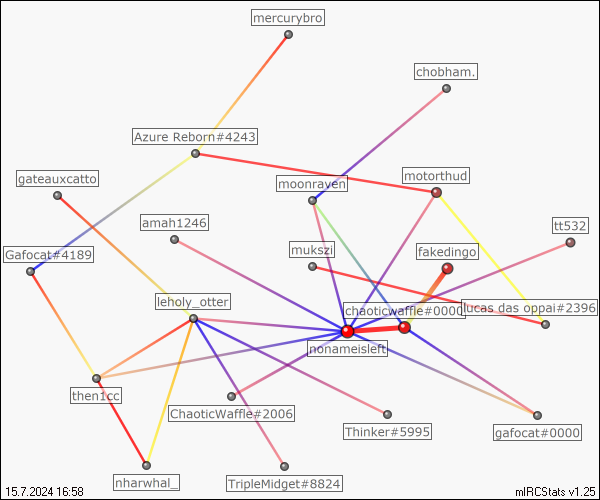 mercurybro
chobham.
Azure Reborn#4243
gateauxcatto
moonrayen
motorthud
amah1246
tt532
Gafocat#4189
mukszi
fakedingo
leholy_otter
chaoticwaffle#0000
lucas das oppai#2396
nonameisleft
then1cc
ChaoticWaffle#2006
Thinker#5995
gafocat#0000
nharwhal_
TripleMidget#8824
15.7.2024 16:58
mIRCStats v1.25